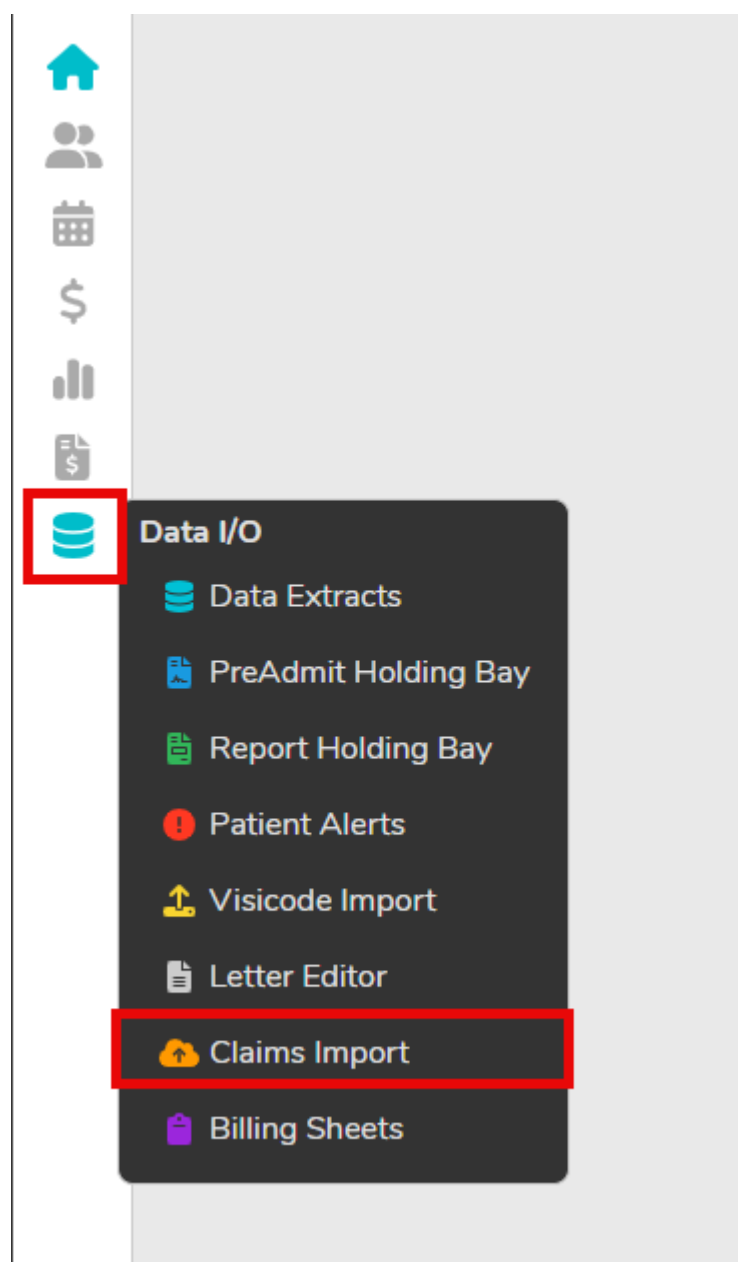 Data I/O
Data Extracts
PreAdmit Holding Bay
Report Holding Bay
Patient Alerts
Visicode Import
Letter Editor
Claims Import
Billing Sheets